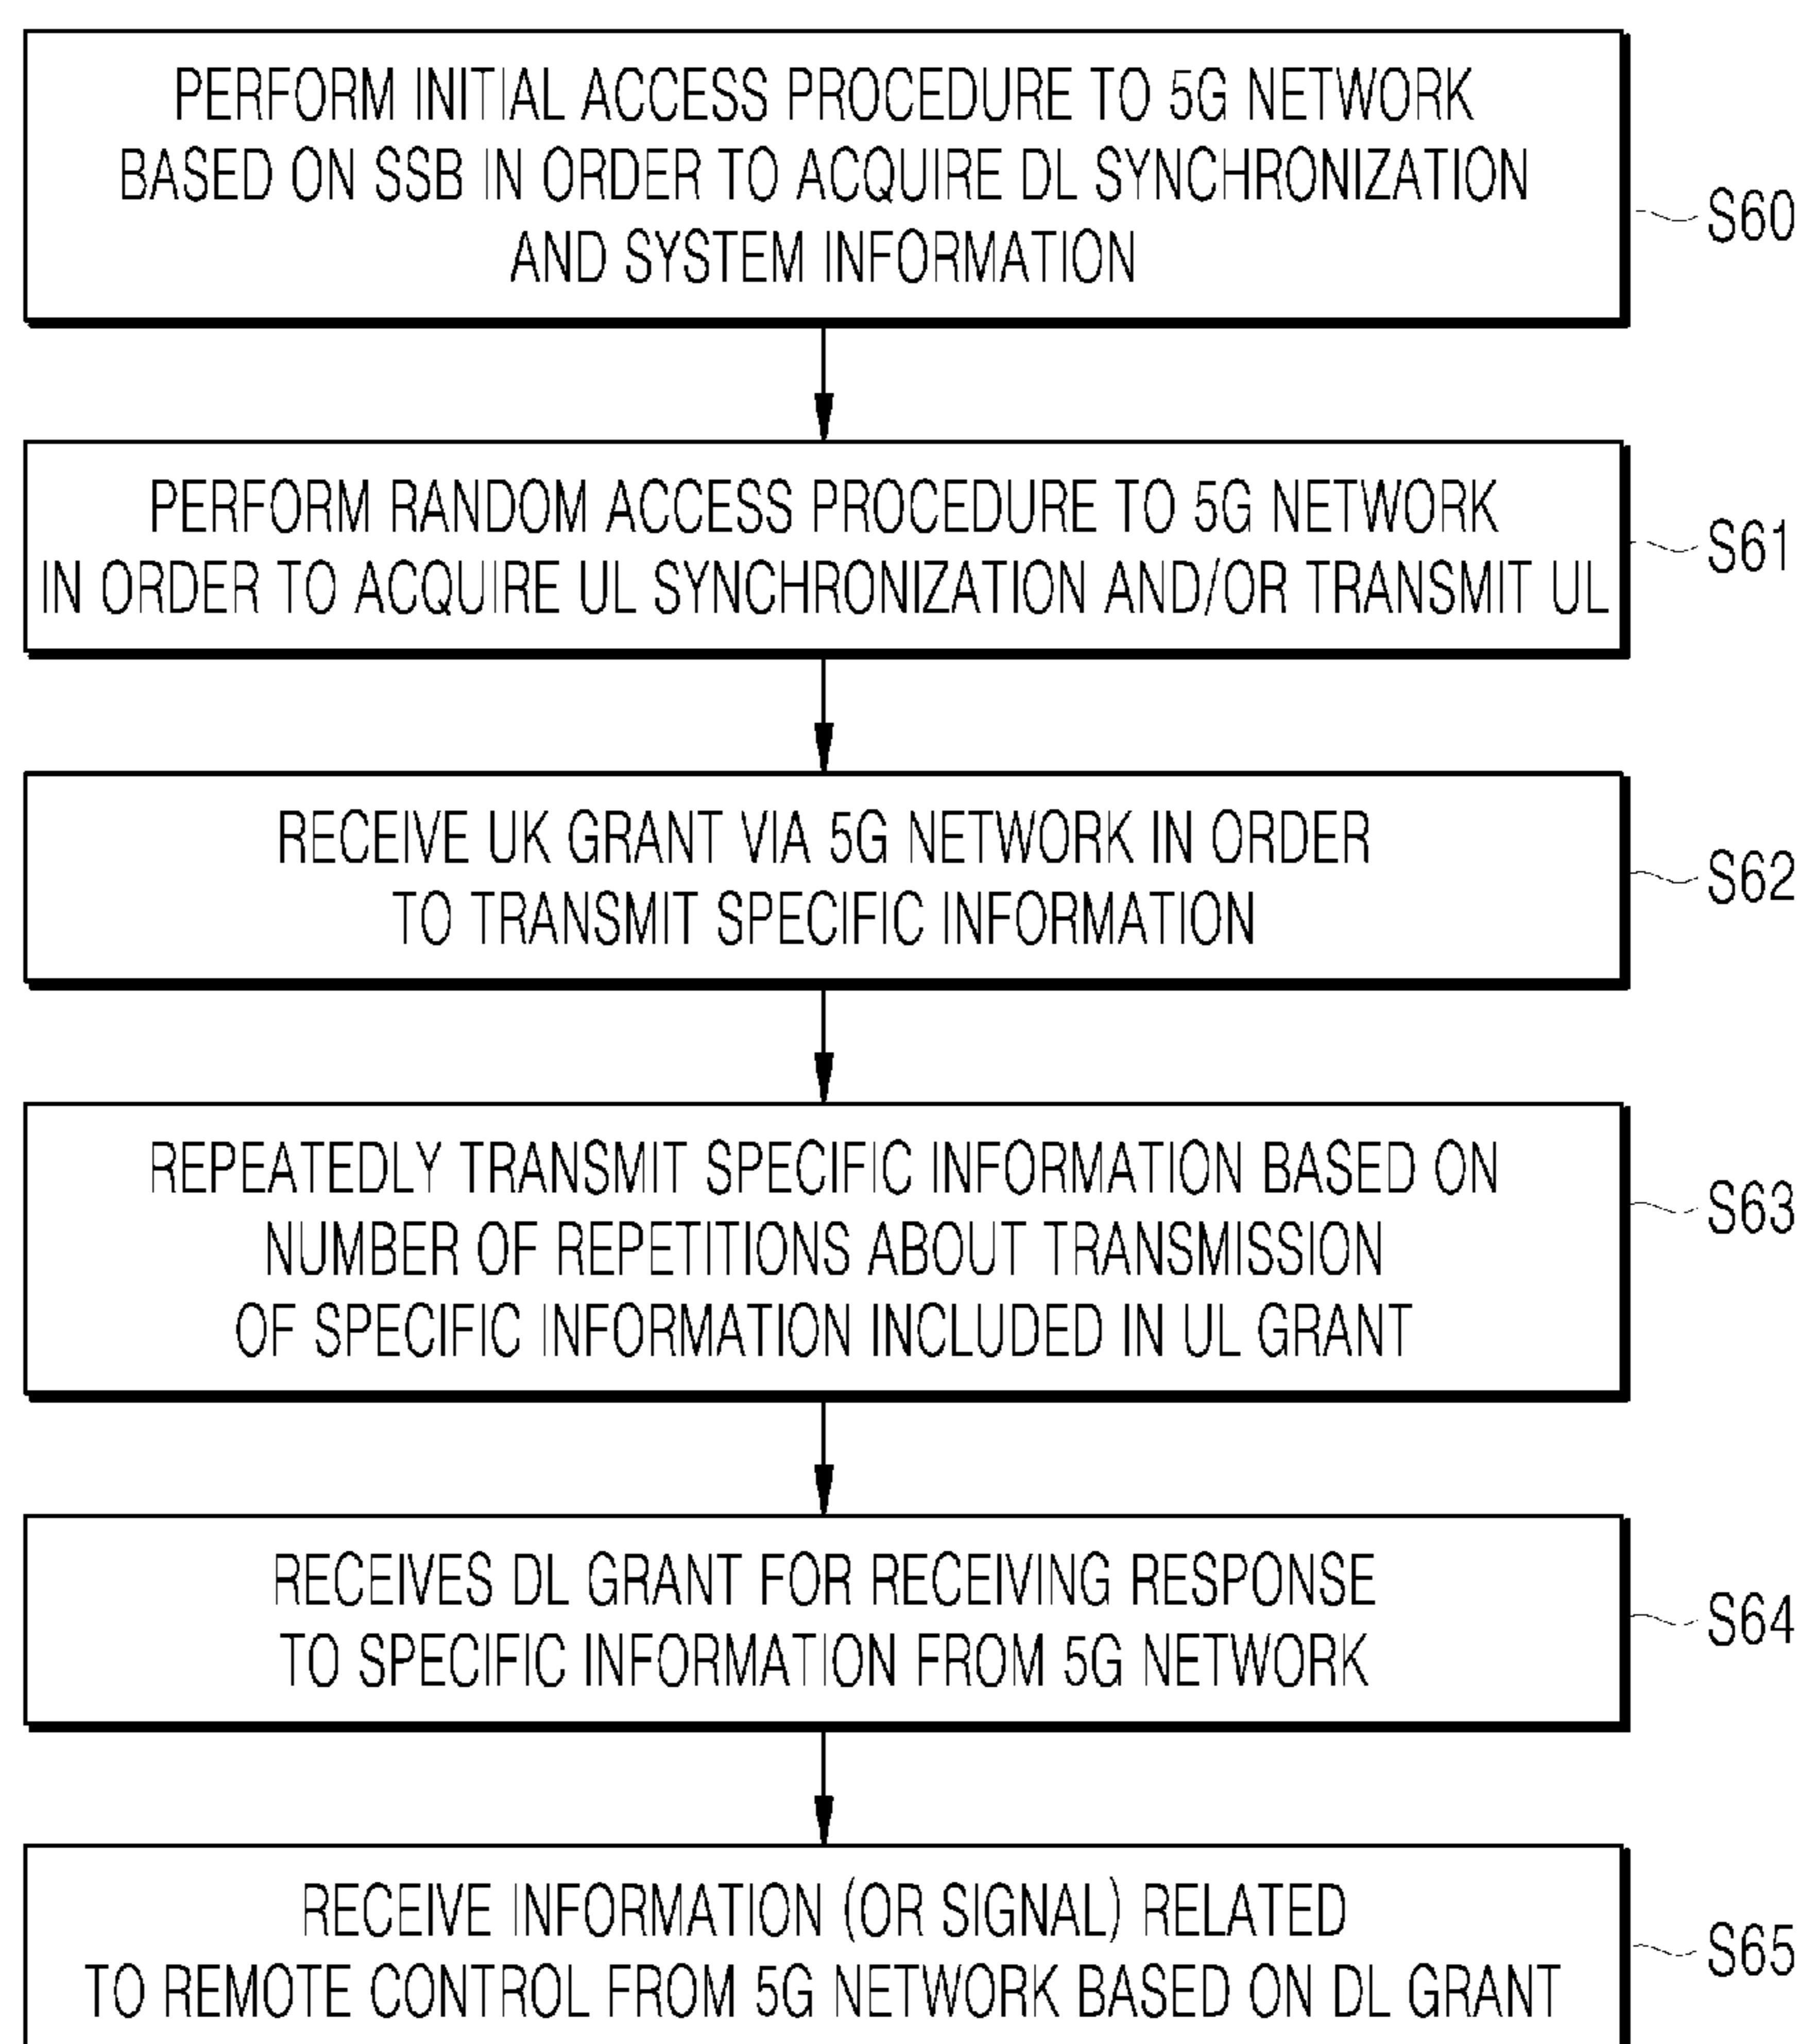 PERFORM INITIAL ACCESS PROCEDURE TO 5G NETWORK
BASED ON SSB IN ORDER TO ACQUIRE DL SYNCHRONIZATION
AND SYSTEM INFORMATION
S60
PERFORM RANDOM ACCESS PROCEDURE TO 5G NETWORK
IN ORDER TO ACQUIRE UL SYNCHRONIZATION AND/OR TRANSMIT UL
S61
RECEIVE UK GRANT VIA 5G NETWORK IN ORDER
TO TRANSMIT SPECIFIC INFORMATION
S62
REPEATEDLY TRANSMIT SPECIFIC INFORMATION BASED ON
NUMBER OF REPETITIONS ABOUT TRANSMISSION
OF SPECIFIC INFORMATION INCLUDED IN UL GRANT
S63
RECEIVES DL GRANT FOR RECEIVING RESPONSE
TO SPECIFIC INFORMATION FROM 5G NETWORK
S64
RECEIVE INFORMATION (OR SIGNAL) RELATED
TO REMOTE CONTROL FROM 5G NETWORK BASED ON DL GRANT
S65